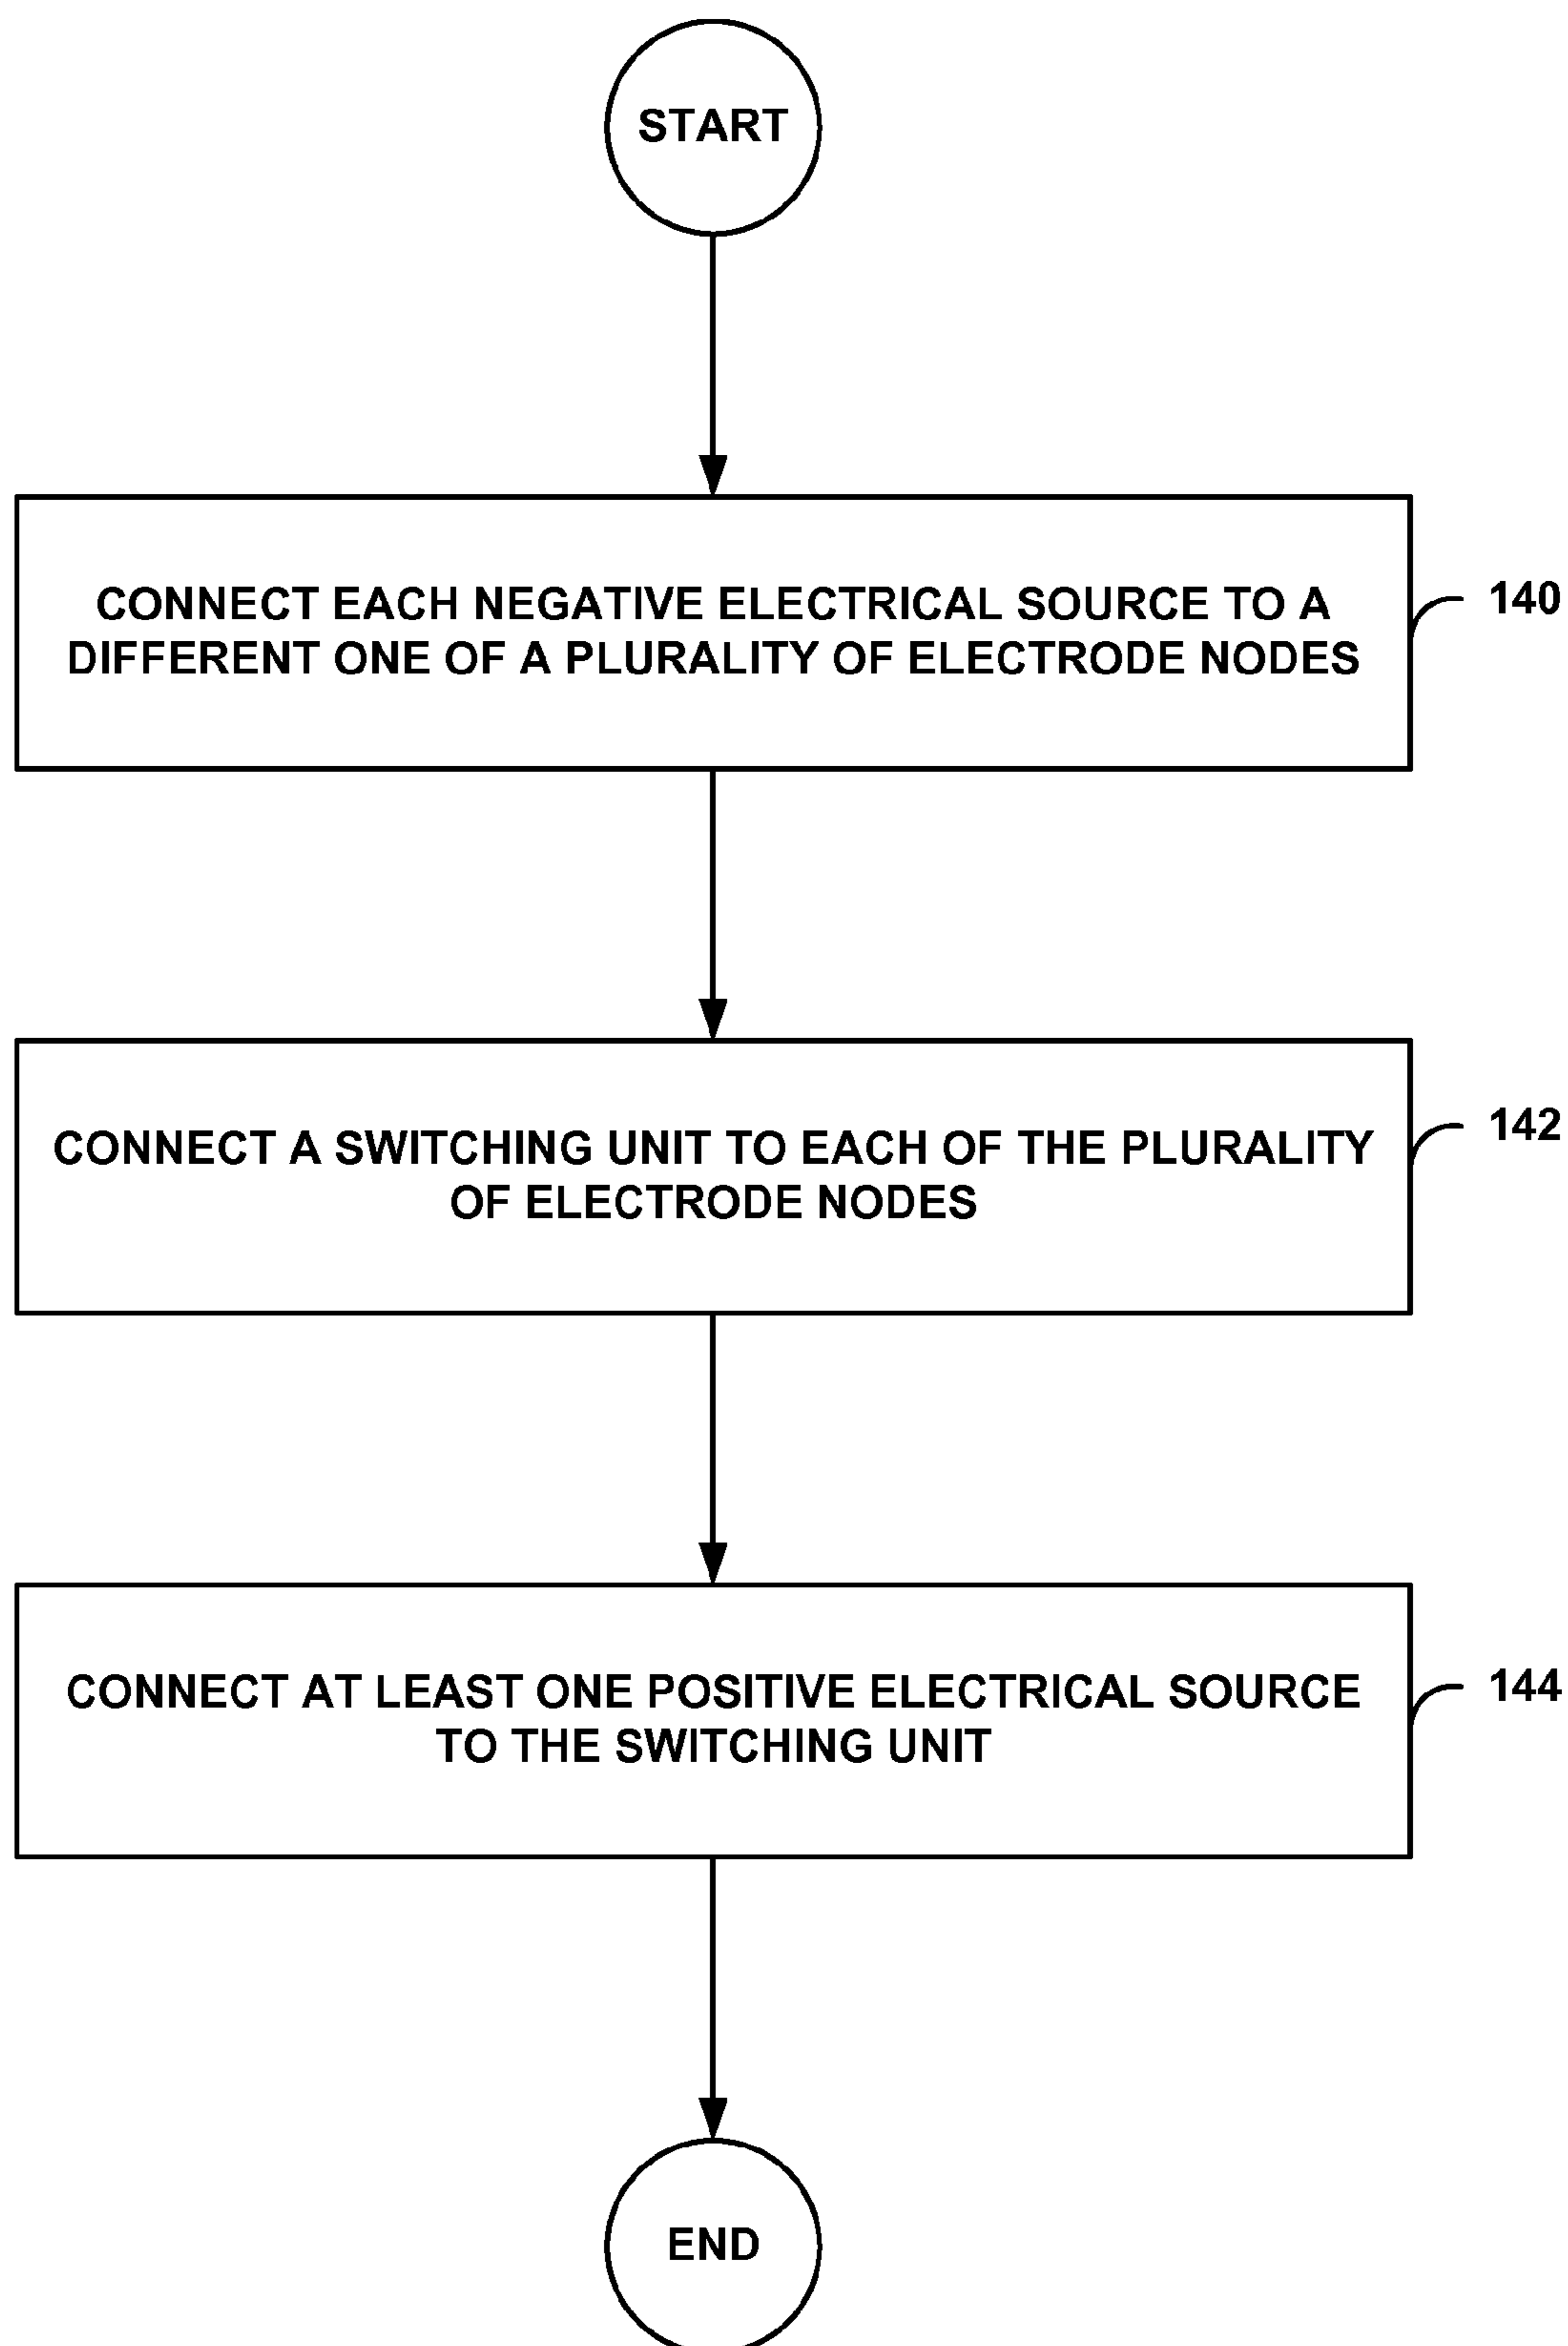 START
CONNECT EACH NEGATIVE ELECTRICAL SOURCE TO A
DIFFERENT ONE OF A PLURALITY OF ELECTRODE NODES
140
CONNECT A SWITCHING UNIT TO EACH OF THE PLURALITY
OF ELECTRODE NODES
142
CONNECT AT LEAST ONE POSITIVE ELECTRICAL SOURCE
TO THE SWITCHING UNIT
144
END